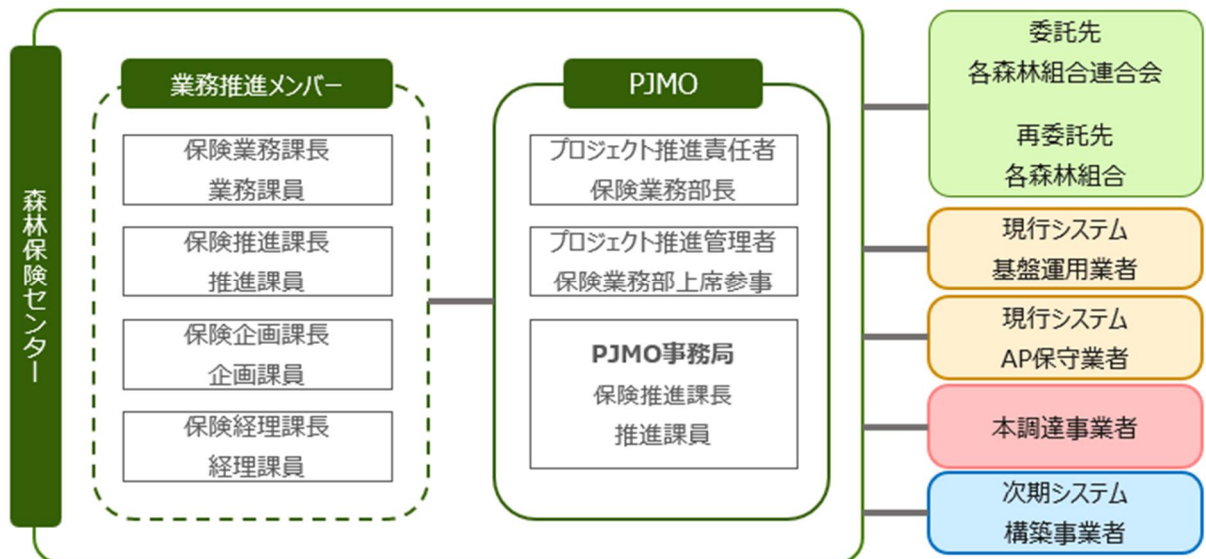 森林保険センター
業務推進メンバー
保険業務課長
業務課員
保険推進課長
推進課員
保険企画課長
企画課員
保険経理課長
経理課員
PJMO
プロジェクト推進責任者
保険業務部長
プロジェクト推進管理者
保険業務部上席参事
PJMO事務局
保険推進課長
推進課員
委託先
各森林組合連合会
再委託先
各森林組合
現行システム
基盤運用業者
現行システム
AP保守業者
本調達事業者
次期システム
構築事業者